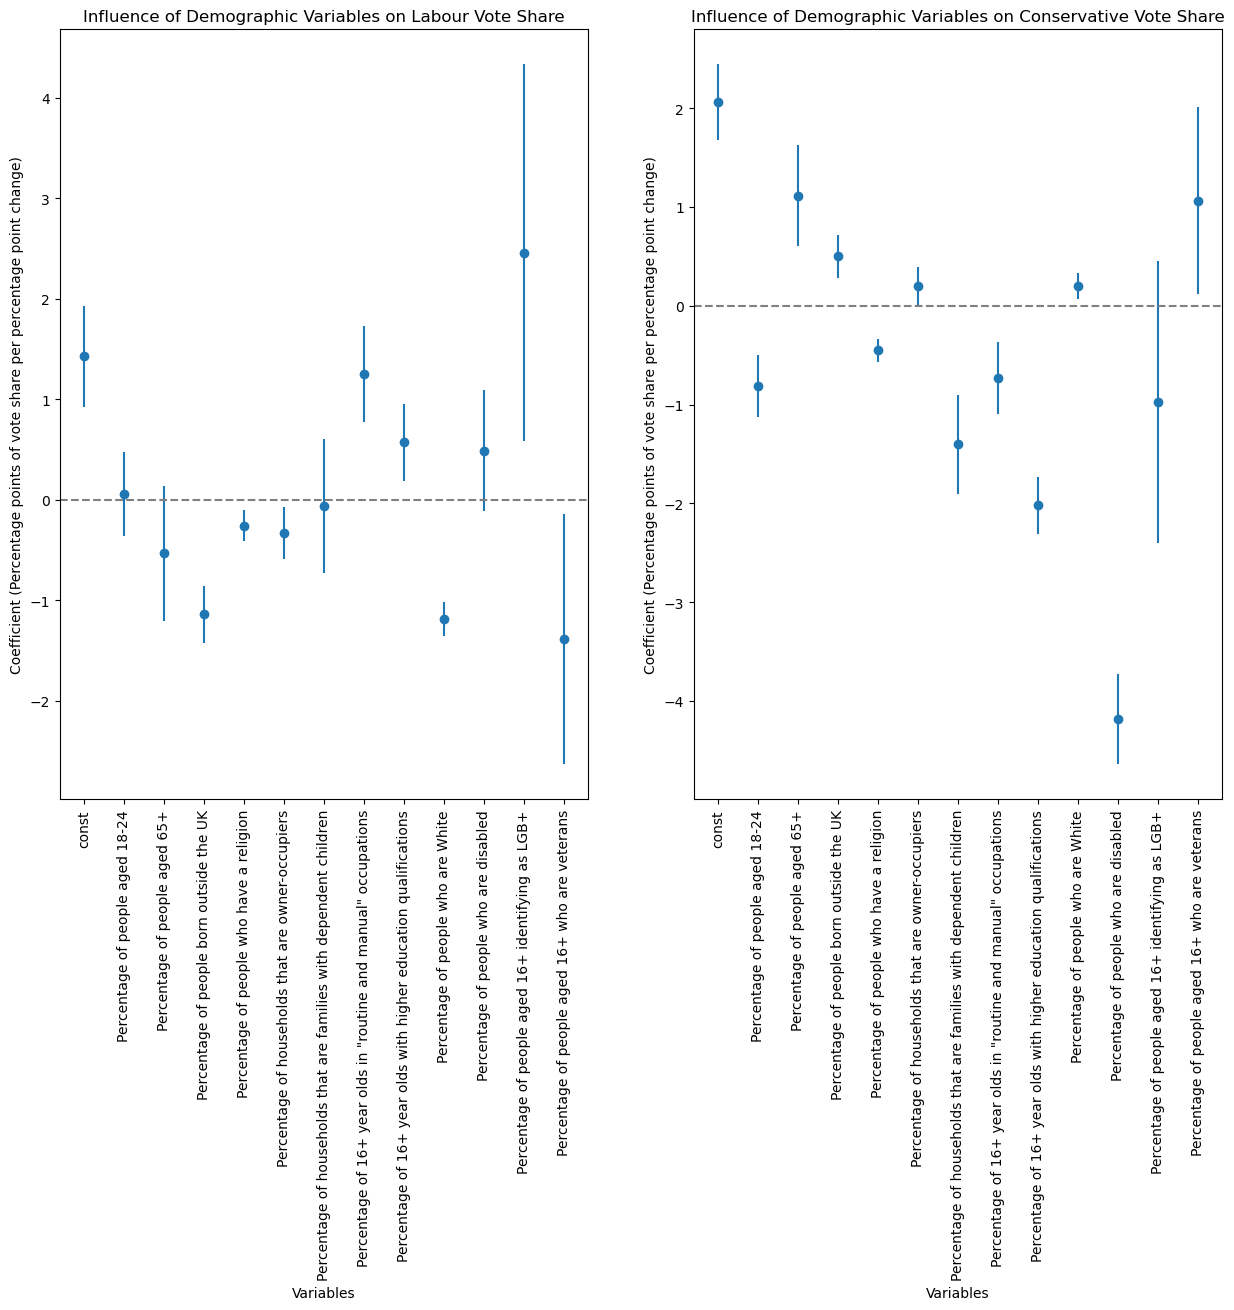 Influence of Demographic Variables on Labour Vote Share
Coefficient (Percentage points of vote share per percentage point change)
4
3
2
1
0
−1
−2
const
Percentage of people aged 18-24
Percentage of people aged 65+
Percentage of people born outside the UK
Percentage of people who have a religion
Percentage of households that are owner-occupiers
Percentage of households that are families with dependent children
Percentage of 16+ year olds in "routine and manual" occupations
Percentage of 16+ year olds with higher education qualifications
Percentage of people who are White
Percentage of people who are disabled
Percentage of people aged 16+ identifying as LGB+
Percentage of people aged 16+ who are veterans
Variables
Influence of Demographic Variables on Conservative Vote Share
Coefficient (Percentage points of vote share per percentage point change)
2
1
0
−1
−2
−3
−4
const
Percentage of people aged 18-24
Percentage of people aged 65+
Percentage of people born outside the UK
Percentage of people who have a religion
Percentage of households that are owner-occupiers
Percentage of households that are families with dependent children
Percentage of 16+ year olds in "routine and manual" occupations
Percentage of 16+ year olds with higher education qualifications
Percentage of people who are White
Percentage of people who are disabled
Percentage of people aged 16+ identifying as LGB+
Percentage of people aged 16+ who are veterans
Variables